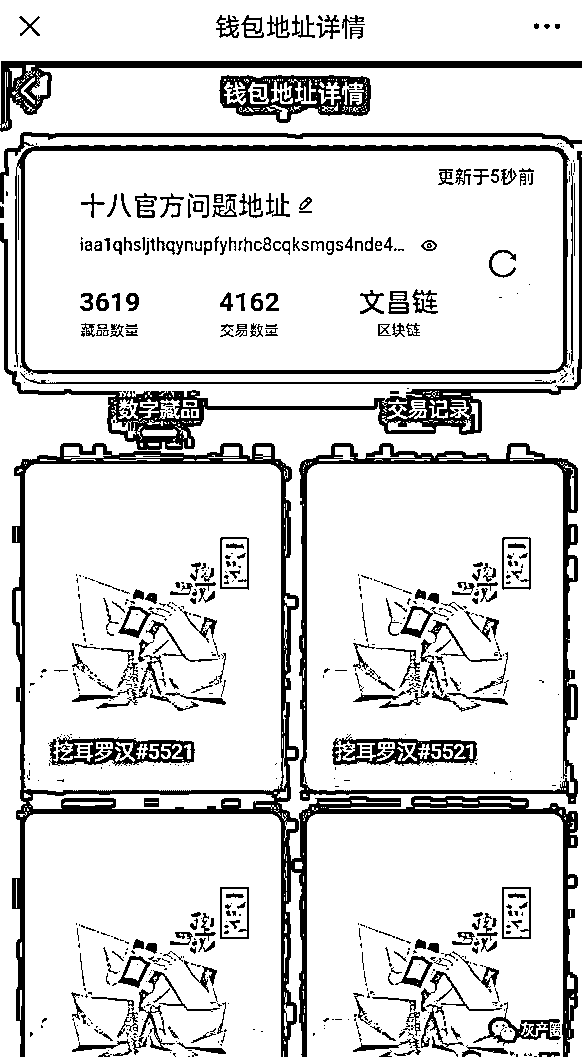 钱包地址详情
钱包地址详情
更新于5秒前
十八官方问题地址
iaa1qhsljthqynupfyhrhc8cqksmgs4nde4...
3619 4162 文昌链
藏品数量 交易数量 区块链
数字藏品 交易记录
挖耳罗汉#5521 挖耳罗汉#5521
灰产圈